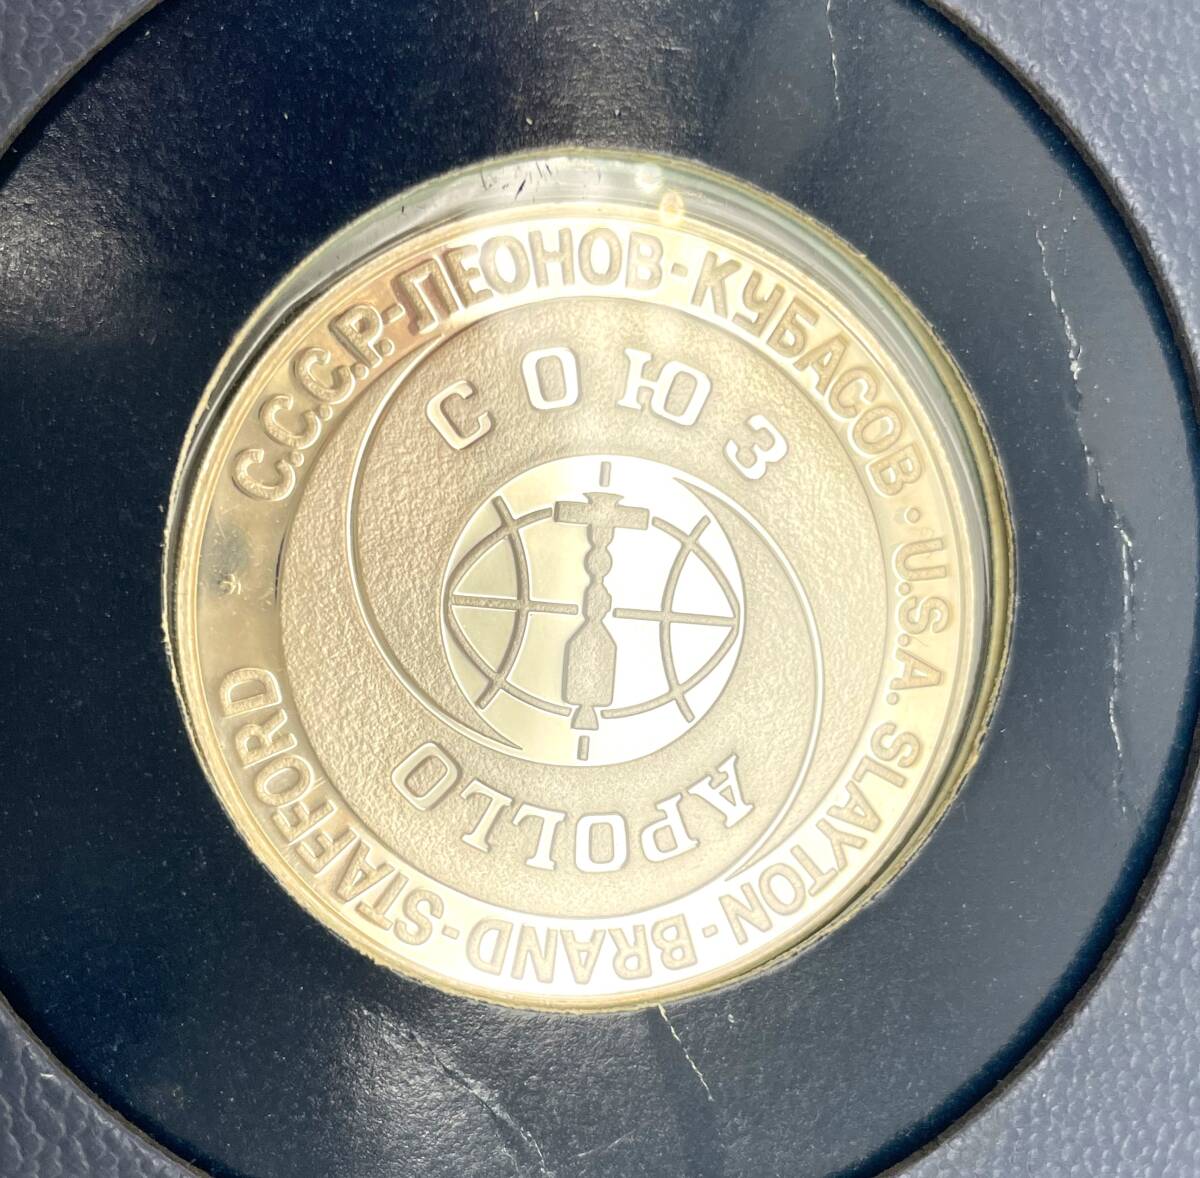 С.С.С.Р.-ЛЕОНОВ-КУБАСОВ·U.S.A. SLAYTON-BRAND-STAFFORD
СОЮЗ
APOLLO